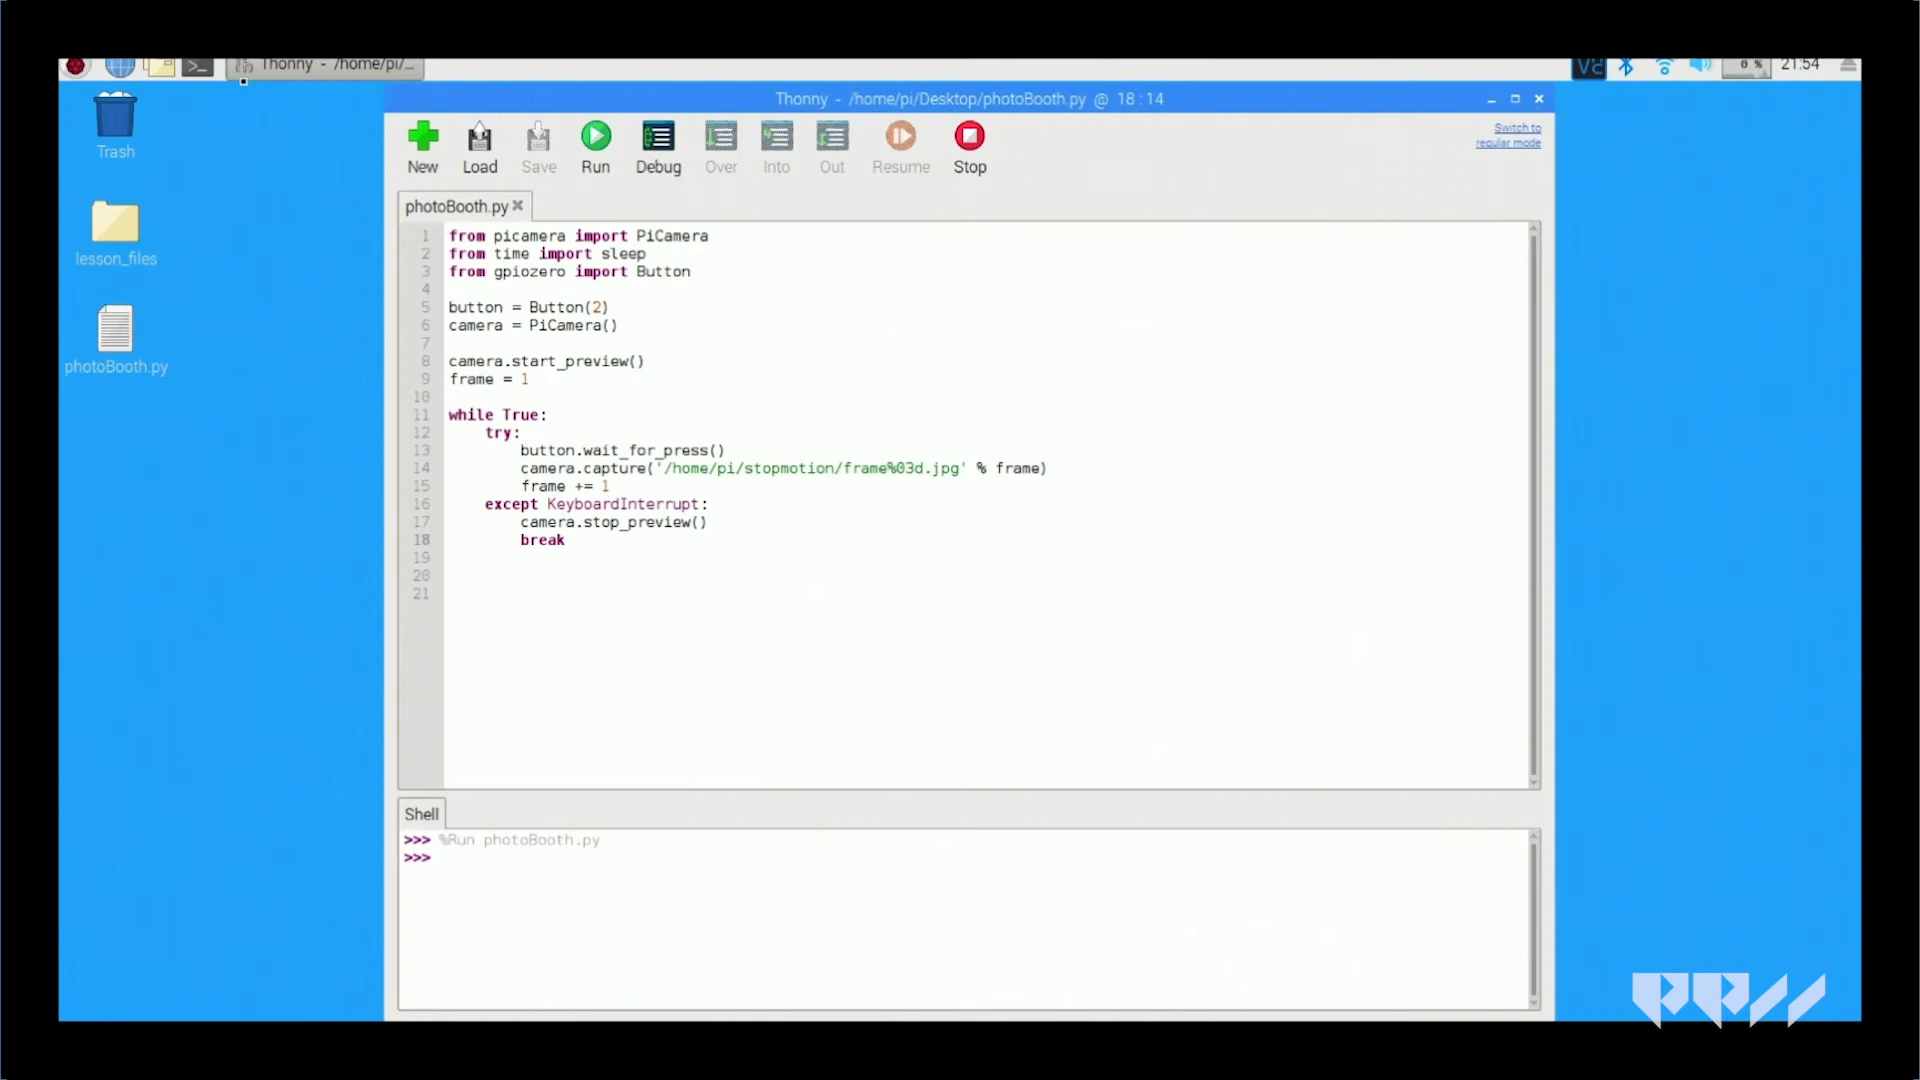 Thonny - /home/pi/...
0 %
21:54
Trash
lesson_files
photoBooth.py
Thonny - /home/pi/Desktop/photoBooth.py @ 18:14
New Load Save Run Debug Over Into Out Resume Stop
Switch to
regular mode
photoBooth.py
1 from picamera import PiCamera
2 from time import sleep
3 from gpiozero import Button
4
5 button = Button(2)
6 camera = PiCamera()
7
8 camera.start_preview()
9 frame = 1
10
11 while True:
12     try:
13         button.wait_for_press()
14         camera.capture('/home/pi/stopmotion/frame%03d.jpg' % frame)
15         frame += 1
16     except KeyboardInterrupt:
17         camera.stop_preview()
18         break
19
20
21
Shell
>>> %Run photoBooth.py
>>>